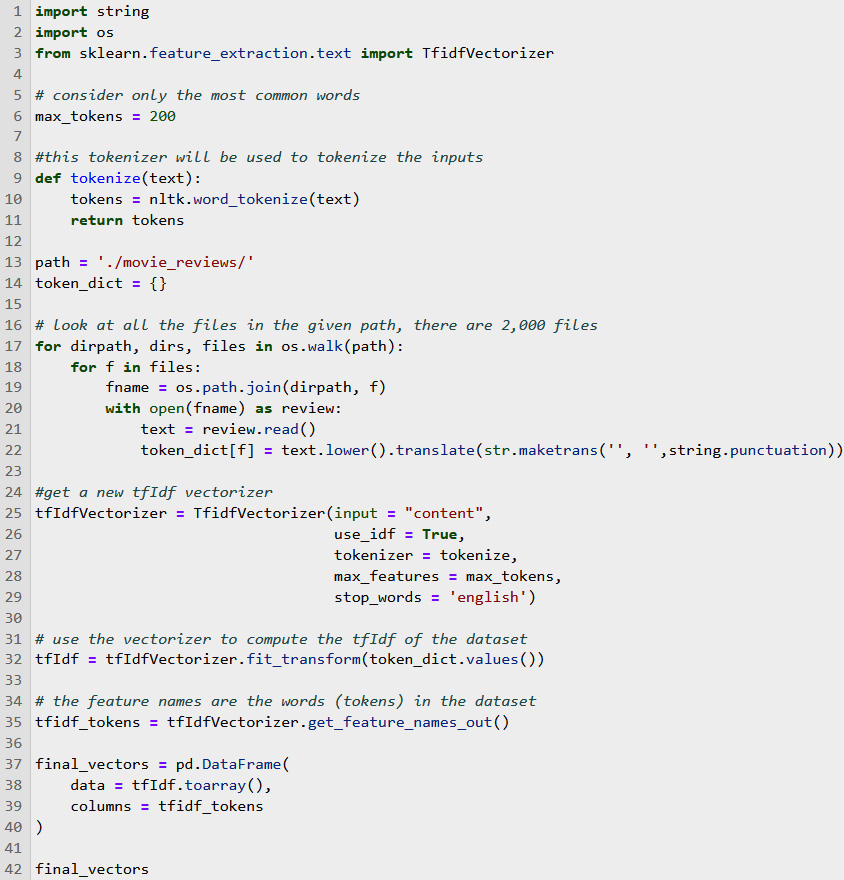 1 import string
2 import os
3 from sklearn.feature_extraction.text import TfidfVectorizer
4
5 # consider only the most common words
6 max_tokens = 200
7
8 #this tokenizer will be used to tokenize the inputs
9 def tokenize(text):
10     tokens = nltk.word_tokenize(text)
11     return tokens
12
13 path = './movie_reviews/'
14 token_dict = {}
15
16 # look at all the files in the given path, there are 2,000 files
17 for dirpath, dirs, files in os.walk(path):
18     for f in files:
19         fname = os.path.join(dirpath, f)
20         with open(fname) as review:
21             text = review.read()
22             token_dict[f] = text.lower().translate(str.maketrans('', '',string.punctuation))
23
24 #get a new tfIdf vectorizer
25 tfIdfVectorizer = TfidfVectorizer(input = "content",
26                                   use_idf = True,
27                                   tokenizer = tokenize,
28                                   max_features = max_tokens,
29                                   stop_words = 'english')
30
31 # use the vectorizer to compute the tfIdf of the dataset
32 tfIdf = tfIdfVectorizer.fit_transform(token_dict.values())
33
34 # the feature names are the words (tokens) in the dataset
35 tfidf_tokens = tfIdfVectorizer.get_feature_names_out()
36
37 final_vectors = pd.DataFrame(
38     data = tfIdf.toarray(),
39     columns = tfidf_tokens
40 )
41
42 final_vectors